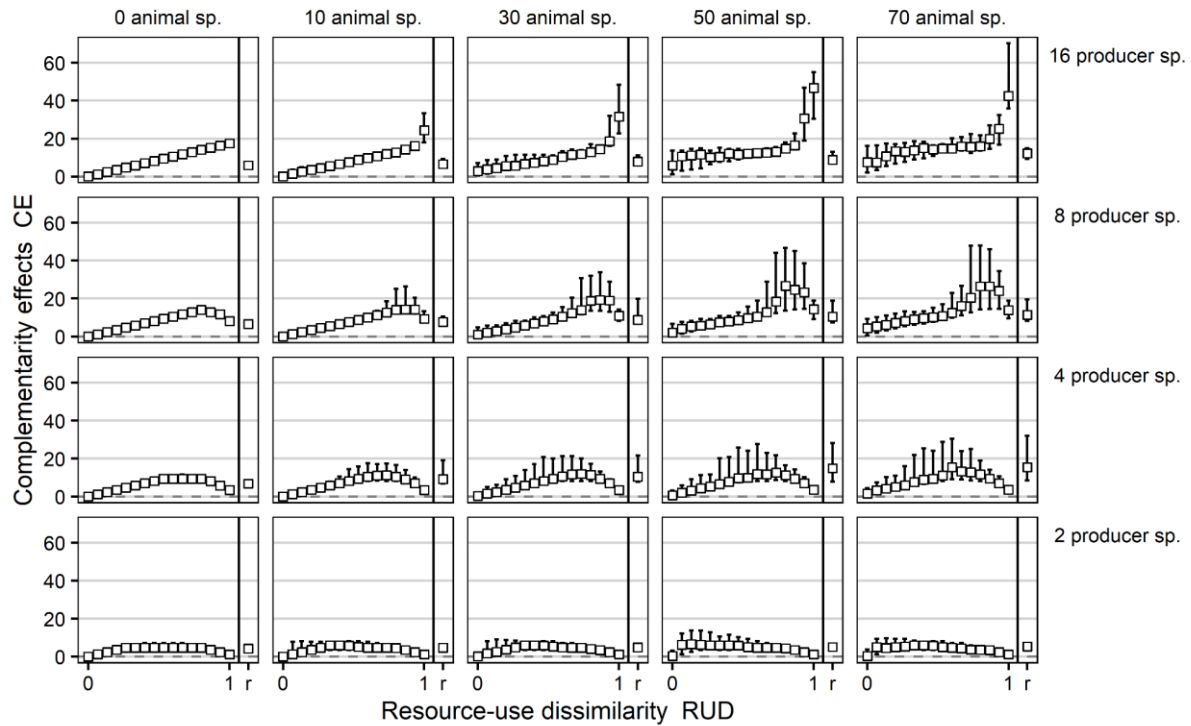 0 animal sp. 10 animal sp. 30 animal sp. 50 animal sp. 70 animal sp.
16 producer sp.
60
40
20
0
8 producer sp.
60
40
20
0
4 producer sp.
60
40
20
0
2 producer sp.
60
40
20
0
Complementarity effects CE
0 1 r 0 1 r 0 1 r 0 1 r 0 1 r
Resource-use dissimilarity RUD